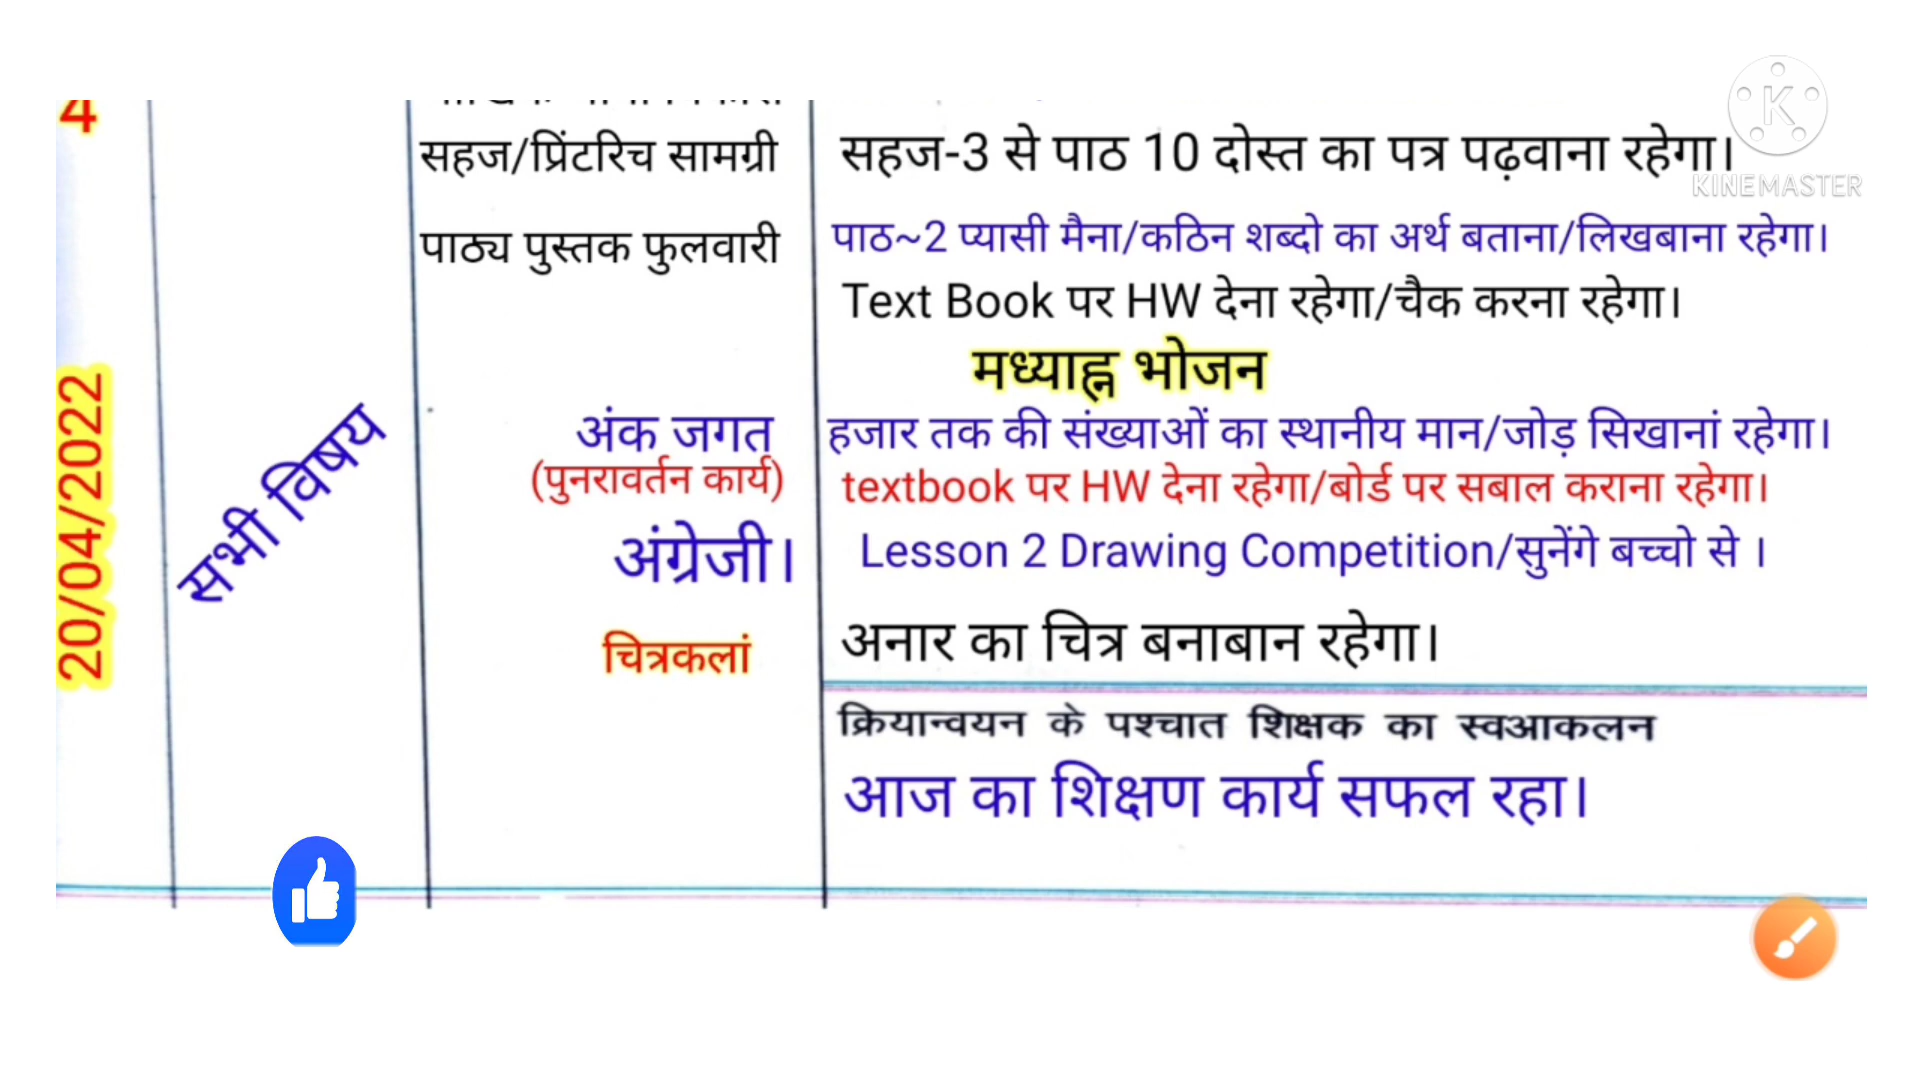 4
सहज/प्रिंटरिच सामग्री
सहज-3 से पाठ 10 दोस्त का पत्र पढ़वाना रहेगा।
KINEMASTER
पाठ्य पुस्तक फुलवारी
पाठ~2 प्यासी मैना/कठिन शब्दो का अर्थ बताना/लिखबाना रहेगा।
Text Book पर HW देना रहेगा/चैक करना रहेगा।
मध्याह्न भोजन
20/04/2022
सभी विषय
अंक जगत
हजार तक की संख्याओं का स्थानीय मान/जोड़ सिखानां रहेगा।
(पुनरावर्तन कार्य)
textbook पर HW देना रहेगा/बोर्ड पर सबाल कराना रहेगा।
अंग्रेजी।
Lesson 2 Drawing Competition/सुनेंगे बच्चो से ।
चित्रकलां
अनार का चित्र बनाबान रहेगा।
क्रियान्वयन के पश्चात शिक्षक का स्वआकलन
आज का शिक्षण कार्य सफल रहा।